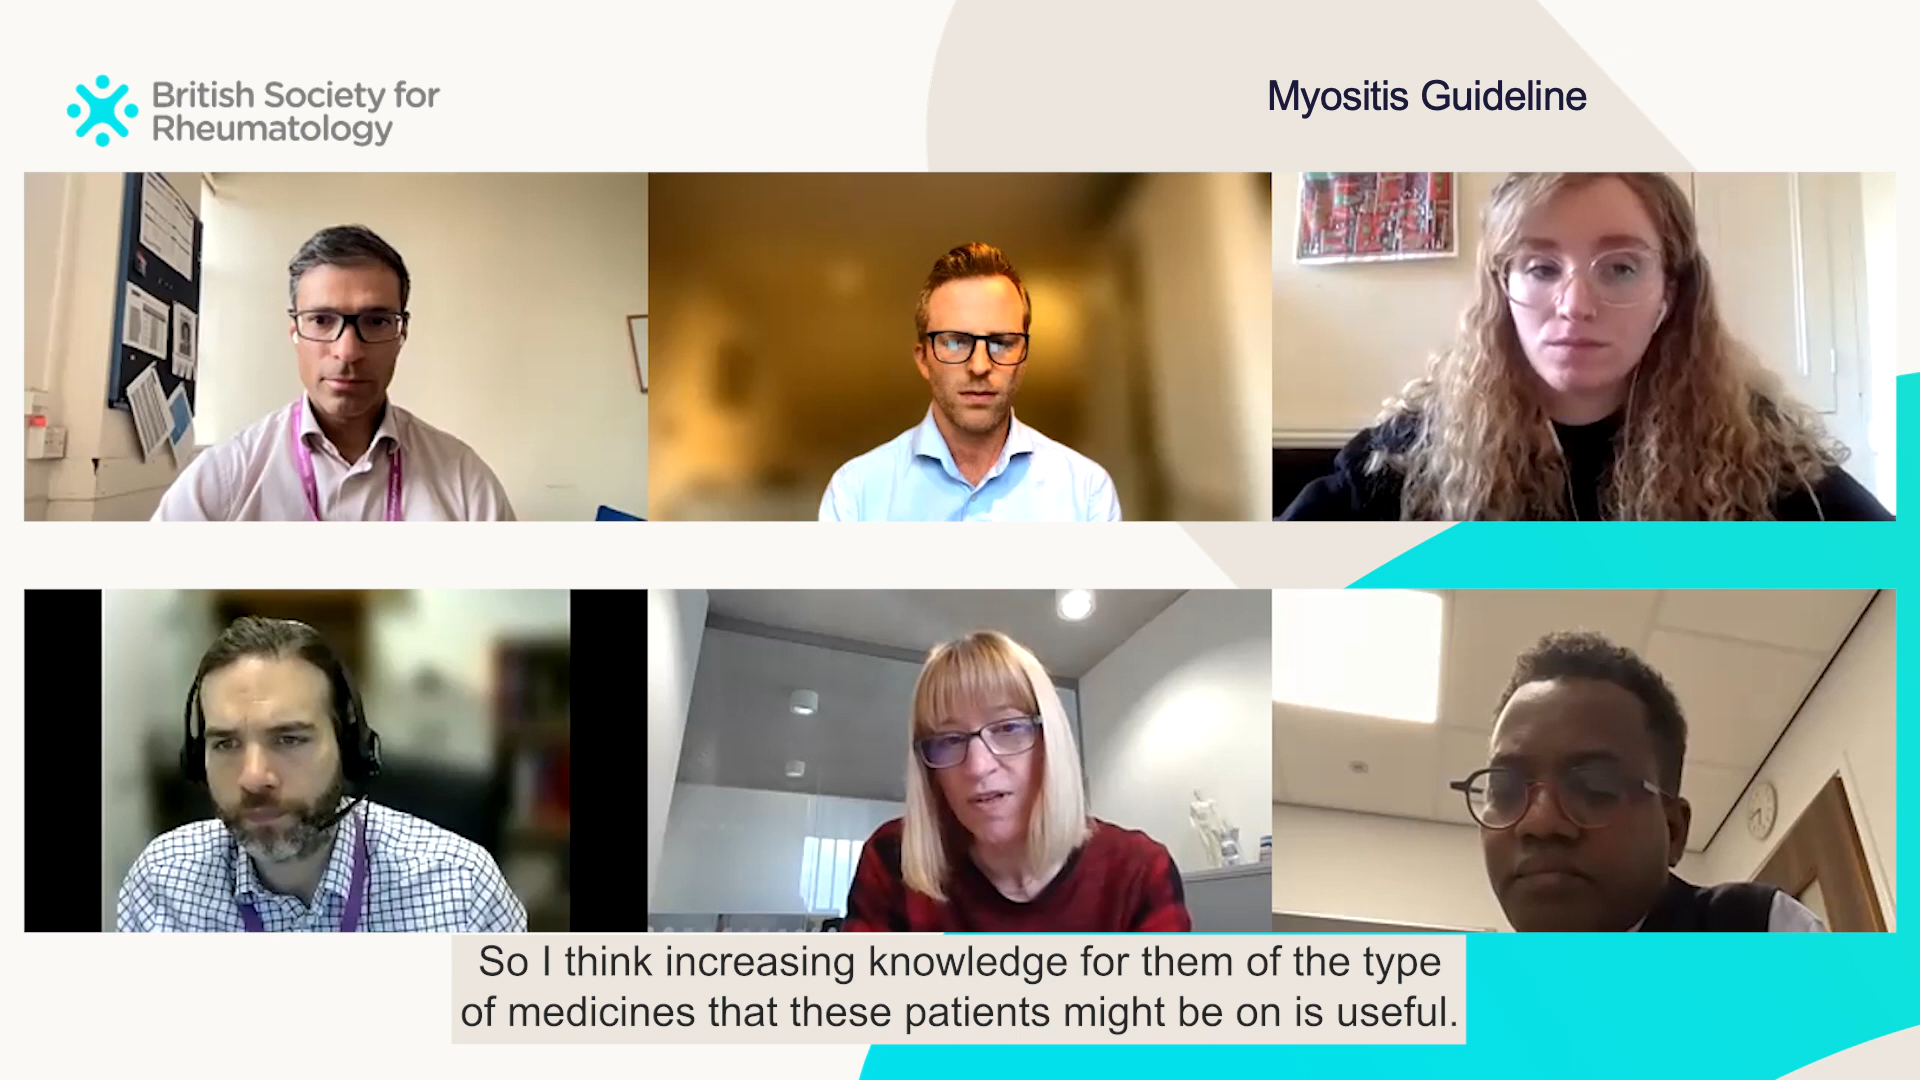 British Society for
Rheumatology
Myositis Guideline
So I think increasing knowledge for them of the type
of medicines that these patients might be on is useful.